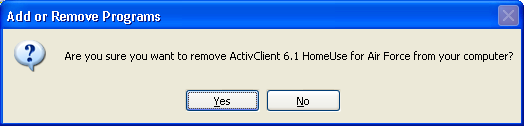 Add or Remove Programs
Are you sure you want to remove ActivClient 6.1 HomeUse for Air Force from your computer?
Yes
No